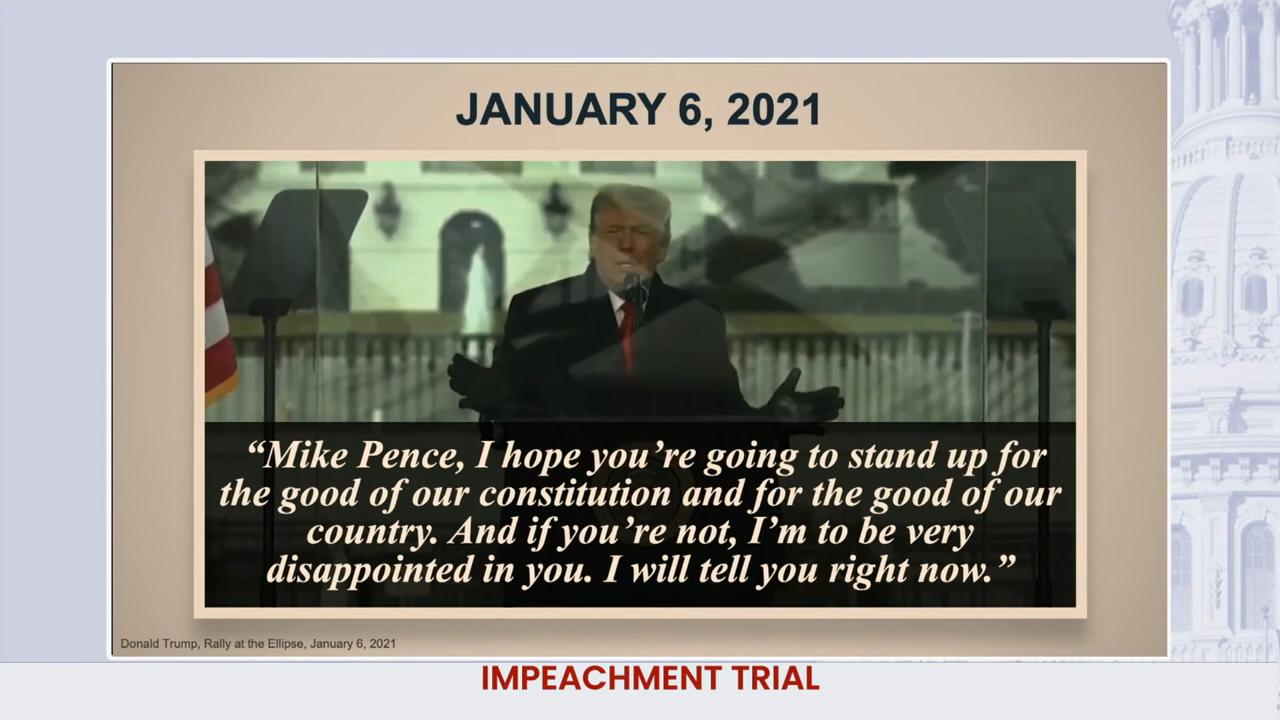 JANUARY 6, 2021
“Mike Pence, I hope you’re going to stand up for
the good of our constitution and for the good of our
country. And if you’re not, I’m to be very
disappointed in you. I will tell you right now.”
Donald Trump, Rally at the Ellipse, January 6, 2021
IMPEACHMENT TRIAL